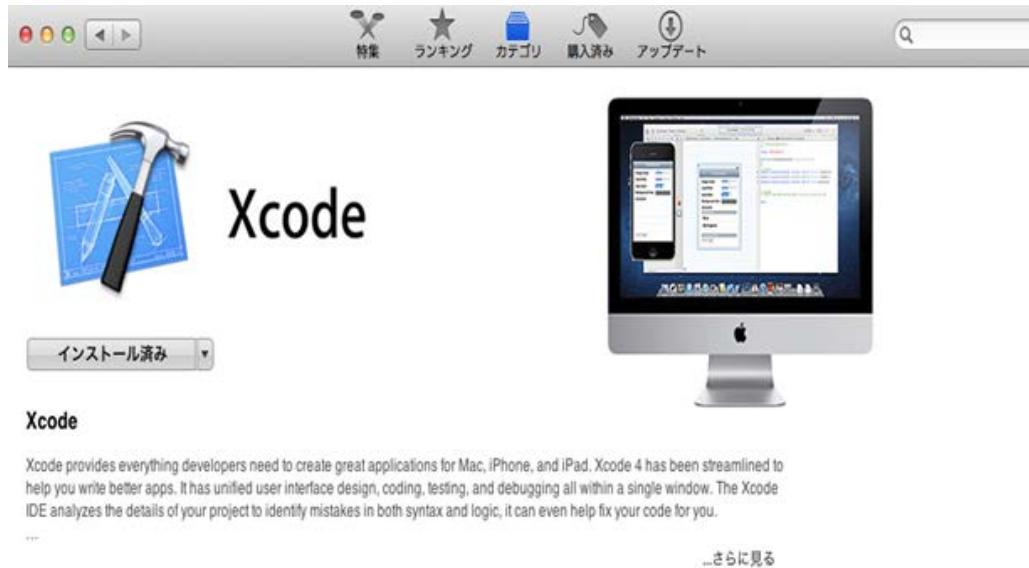 特集 ランキング カテゴリ 購入済み アップデート
Xcode
インストール済み
Xcode
Xcode provides everything developers need to create great applications for Mac, iPhone, and iPad. Xcode 4 has been streamlined to
help you write better apps. It has unified user interface design, coding, testing, and debugging all within a single window. The Xcode
IDE analyzes the details of your project to identify mistakes in both syntax and logic, it can even help fix your code for you.
...
...さらに見る